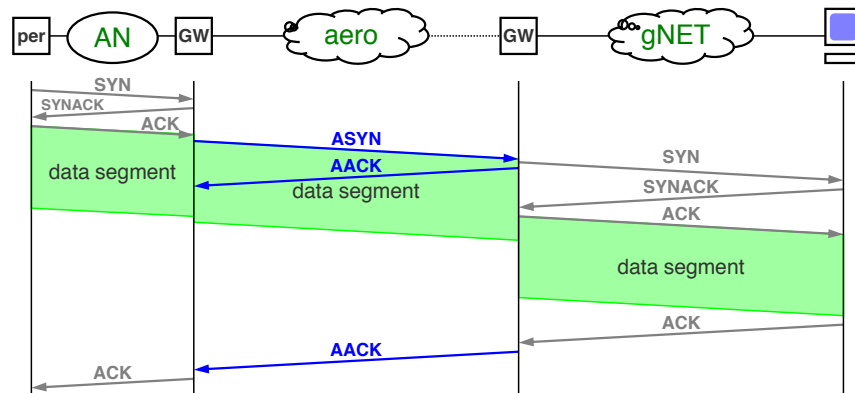 per
AN
GW
aero
GW
gNET
SYN
SYNACK
ACK
ASYN
AACK
SYN
SYNACK
ACK
data segment
data segment
data segment
ACK
AACK
ACK